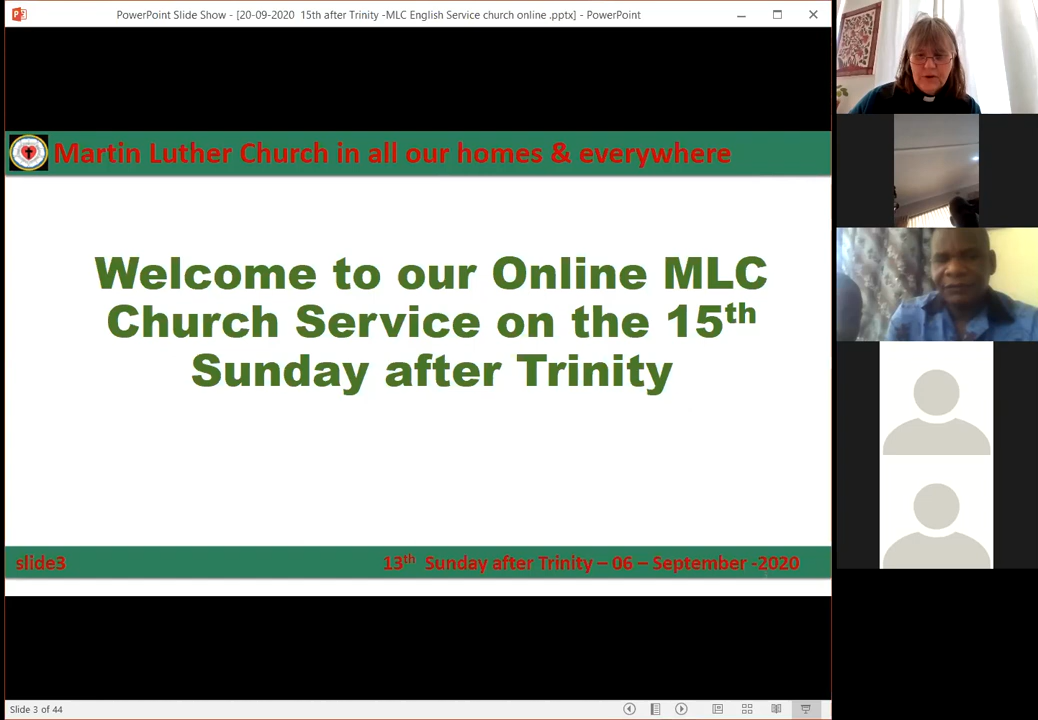 PowerPoint Slide Show - [20-09-2020 15th after Trinity -MLC English Service church online .pptx] - PowerPoint
Martin Luther Church in all our homes & everywhere
Welcome to our Online MLC
Church Service on the 15th
Sunday after Trinity
slide3
13th Sunday after Trinity – 06 – September -2020
Slide 3 of 44